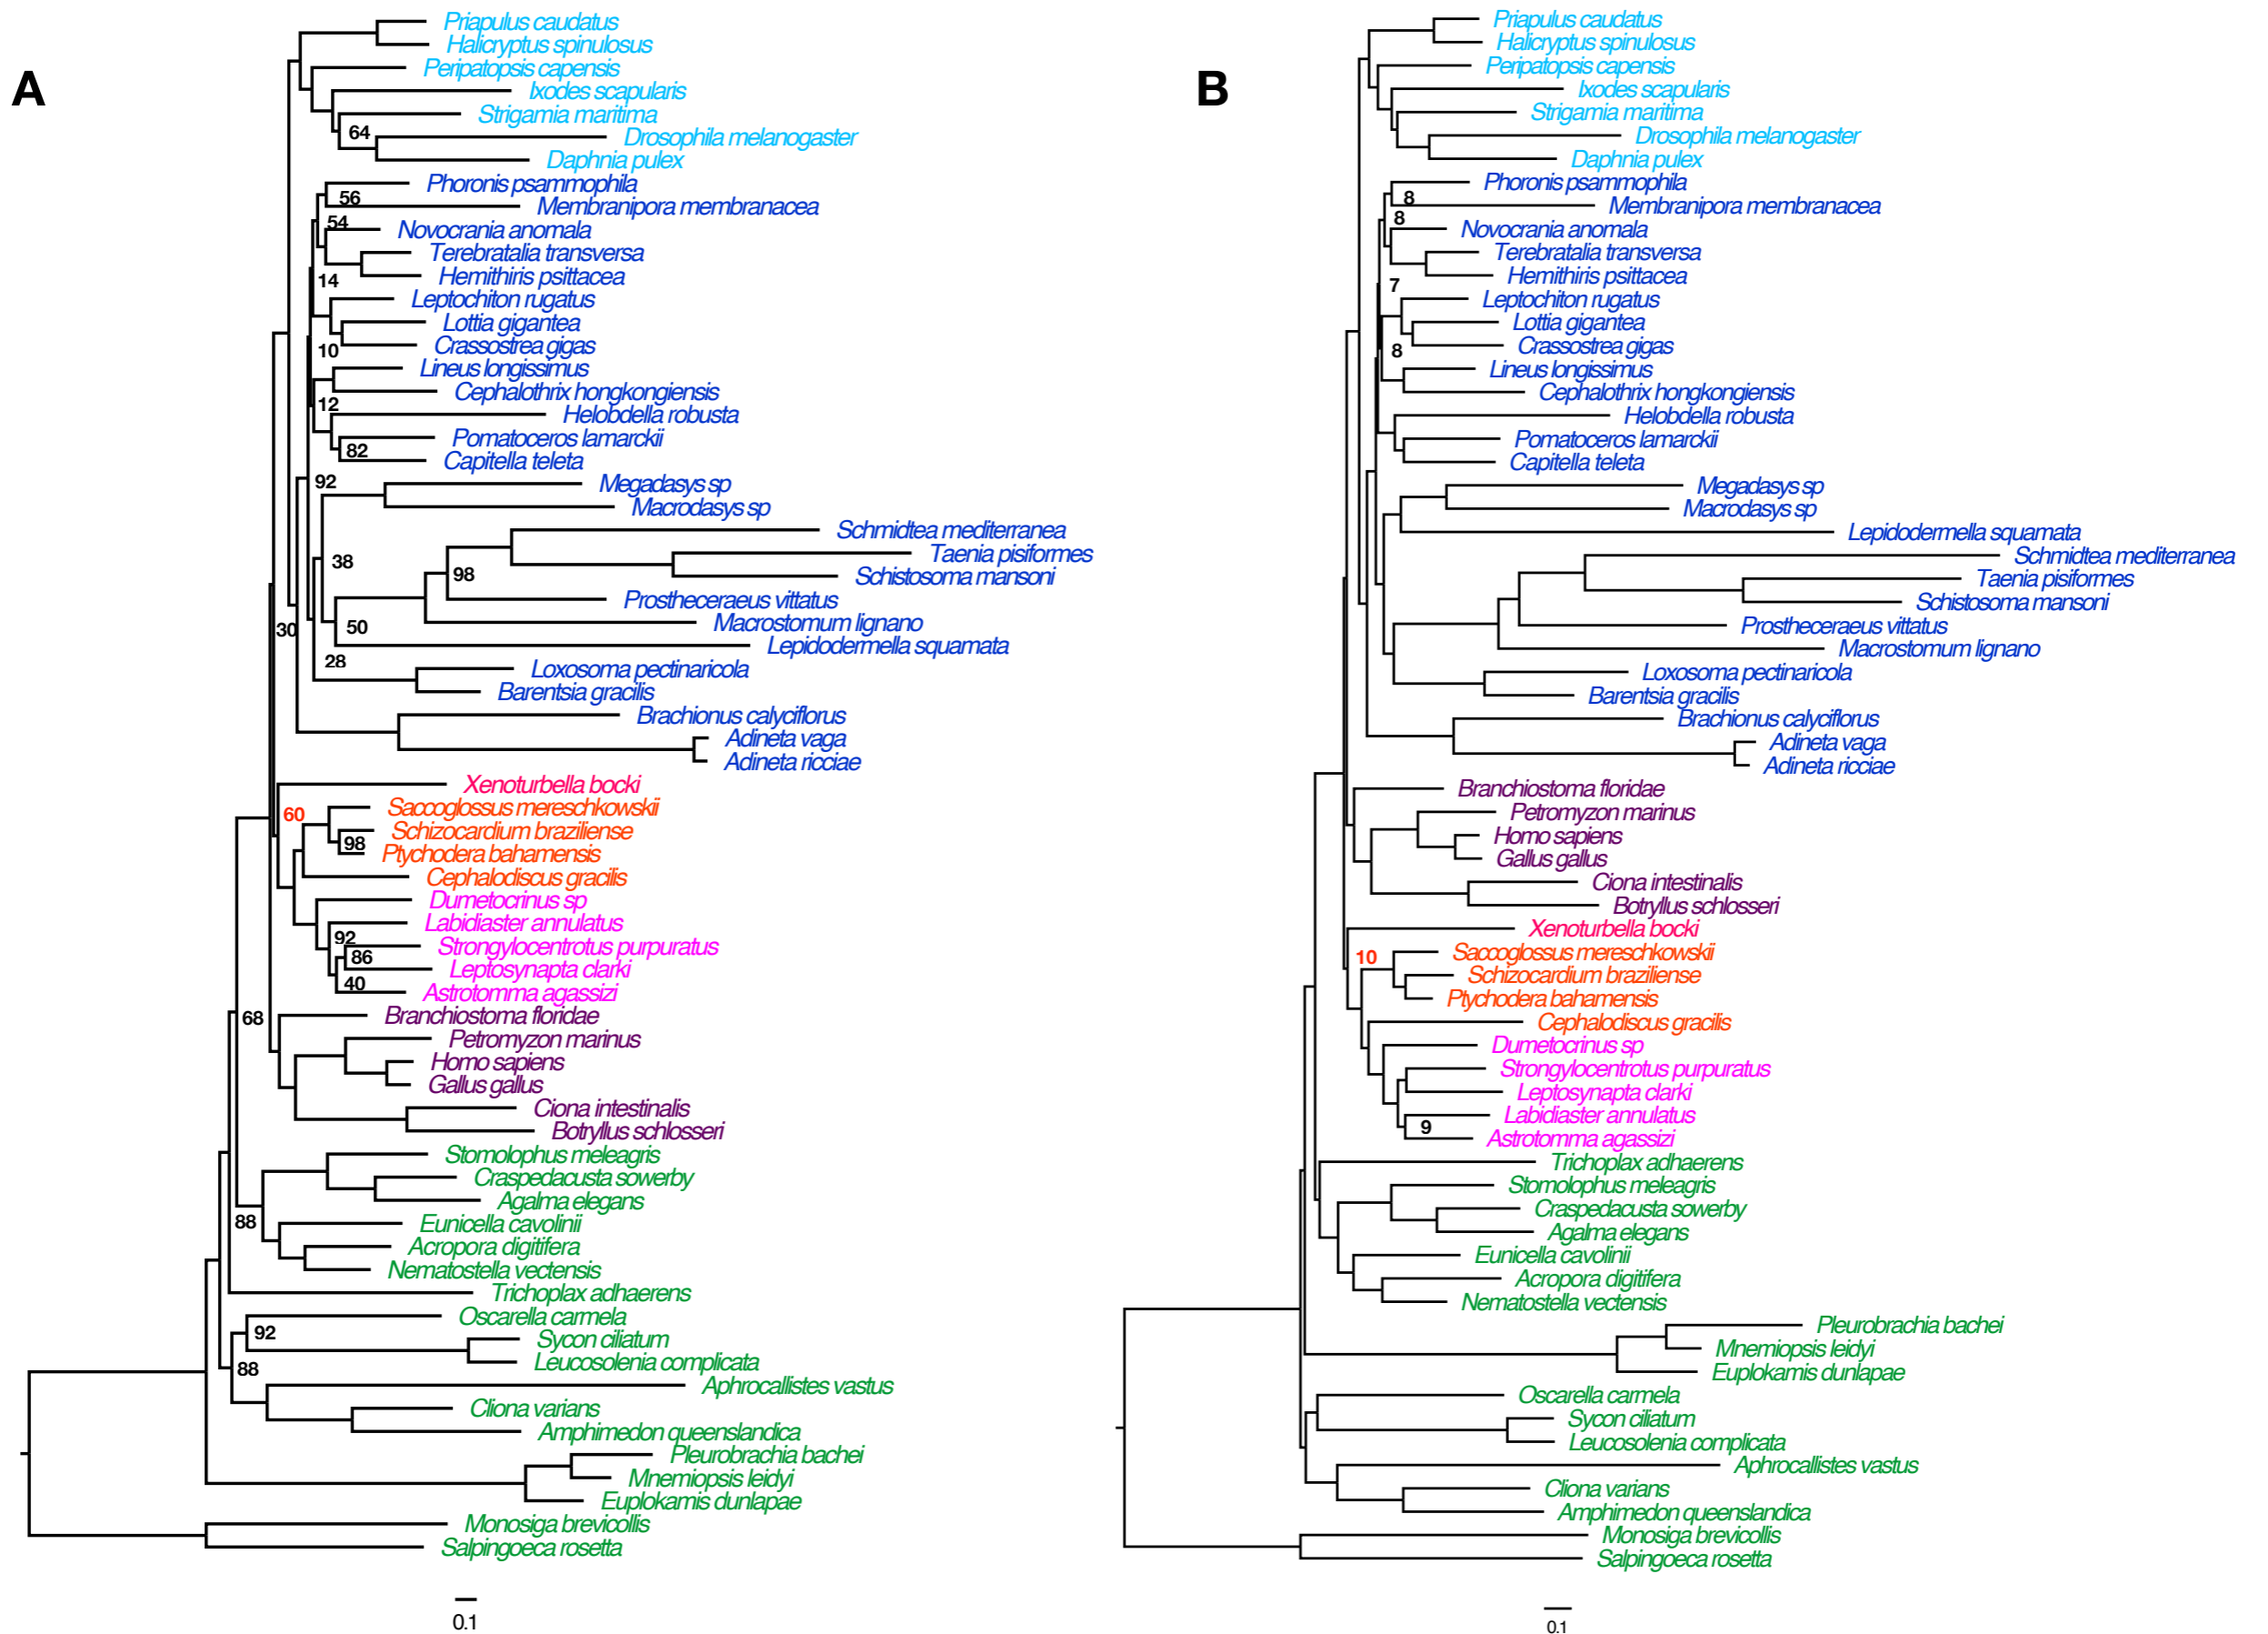 A
Priapulus caudatus
Halicryptus spinulosus
Peripatopsis capensis
Ixodes scapularis
Strigamia maritima
64
Drosophila melanogaster
Daphnia pulex
Phoronis psammophila
56
Membranipora membranacea
54
Novocrania anomala
Terebratalia transversa
Hemithiris psittacea
14
Leptochiton rugatus
Lottia gigantea
Crassostrea gigas
10
Lineus longissimus
Cephalothrix hongkongiensis
12
Helobdella robusta
Pomatoceros lamarckii
82
Capitella teleta
92
Megadasys sp
Macrodasys sp
Schmidtea mediterranea
38
Taenia pisiformes
98
Schistosoma mansoni
Prostheceraeus vittatus
30
50
Macrostomum lignano
Lepidodermella squamata
28
Loxosoma pectinaricola
Barentsia gracilis
Brachionus calyciflorus
Adineta vaga
Adineta ricciae
Xenoturbella bocki
60
Saccoglossus mereschkowskii
Schizocardium braziliense
98
Ptychodera bahamensis
Cephalodiscus gracilis
Dumetocrinus sp
Labidiaster annulatus
92
Strongylocentrotus purpuratus
86
Leptosynapta clarki
40
Astrotomma agassizi
68
Branchiostoma floridae
Petromyzon marinus
Homo sapiens
Gallus gallus
Ciona intestinalis
Botryllus schlosseri
Stomolophus meleagris
Craspedacusta sowerby
Agalma elegans
88
Eunicella cavolinii
Acropora digitifera
Nematostella vectensis
Trichoplax adhaerens
Oscarella carmela
92
Sycon ciliatum
Leucosolenia complicata
88
Aphrocallistes vastus
Cliona varians
Amphimedon queenslandica
Pleurobrachia bachei
Mnemiopsis leidyi
Euplokamis dunlapae
Monosiga brevicollis
Salpingoeca rosetta
0.1
B
Priapulus caudatus
Halicryptus spinulosus
Peripatopsis capensis
Ixodes scapularis
Strigamia maritima
Drosophila melanogaster
Daphnia pulex
Phoronis psammophila
8
Membranipora membranacea
8
Novocrania anomala
Terebratalia transversa
Hemithiris psittacea
7
Leptochiton rugatus
Lottia gigantea
Crassostrea gigas
8
Lineus longissimus
Cephalothrix hongkongiensis
Helobdella robusta
Pomatoceros lamarckii
Capitella teleta
Megadasys sp
Macrodasys sp
Lepidodermella squamata
Schmidtea mediterranea
Taenia pisiformes
Schistosoma mansoni
Prostheceraeus vittatus
Macrostomum lignano
Loxosoma pectinaricola
Barentsia gracilis
Brachionus calyciflorus
Adineta vaga
Adineta ricciae
Branchiostoma floridae
Petromyzon marinus
Homo sapiens
Gallus gallus
Ciona intestinalis
Botryllus schlosseri
Xenoturbella bocki
10
Saccoglossus mereschkowskii
Schizocardium braziliense
Ptychodera bahamensis
Cephalodiscus gracilis
Dumetocrinus sp
Strongylocentrotus purpuratus
Leptosynapta clarki
Labidiaster annulatus
9
Astrotomma agassizi
Trichoplax adhaerens
Stomolophus meleagris
Craspedacusta sowerby
Agalma elegans
Eunicella cavolinii
Acropora digitifera
Nematostella vectensis
Pleurobrachia bachei
Mnemiopsis leidyi
Euplokamis dunlapae
Oscarella carmela
Sycon ciliatum
Leucosolenia complicata
Aphrocallistes vastus
Cliona varians
Amphimedon queenslandica
Monosiga brevicollis
Salpingoeca rosetta
0.1